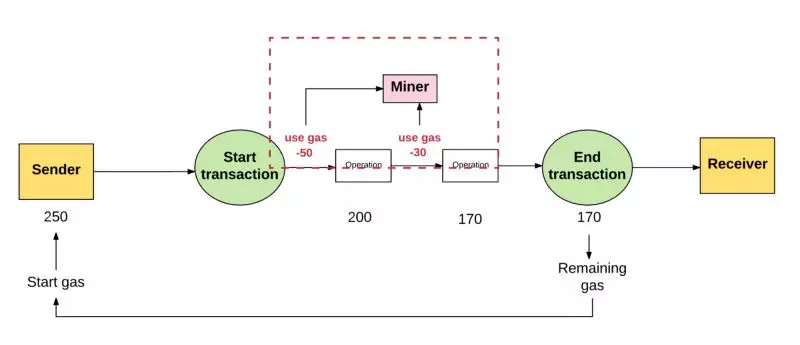 Miner
use gas
-50
use gas
-30
Sender
Start
transaction
Operation
Operation
End
transaction
Receiver
250
200
170
170
Start gas
Remaining
gas